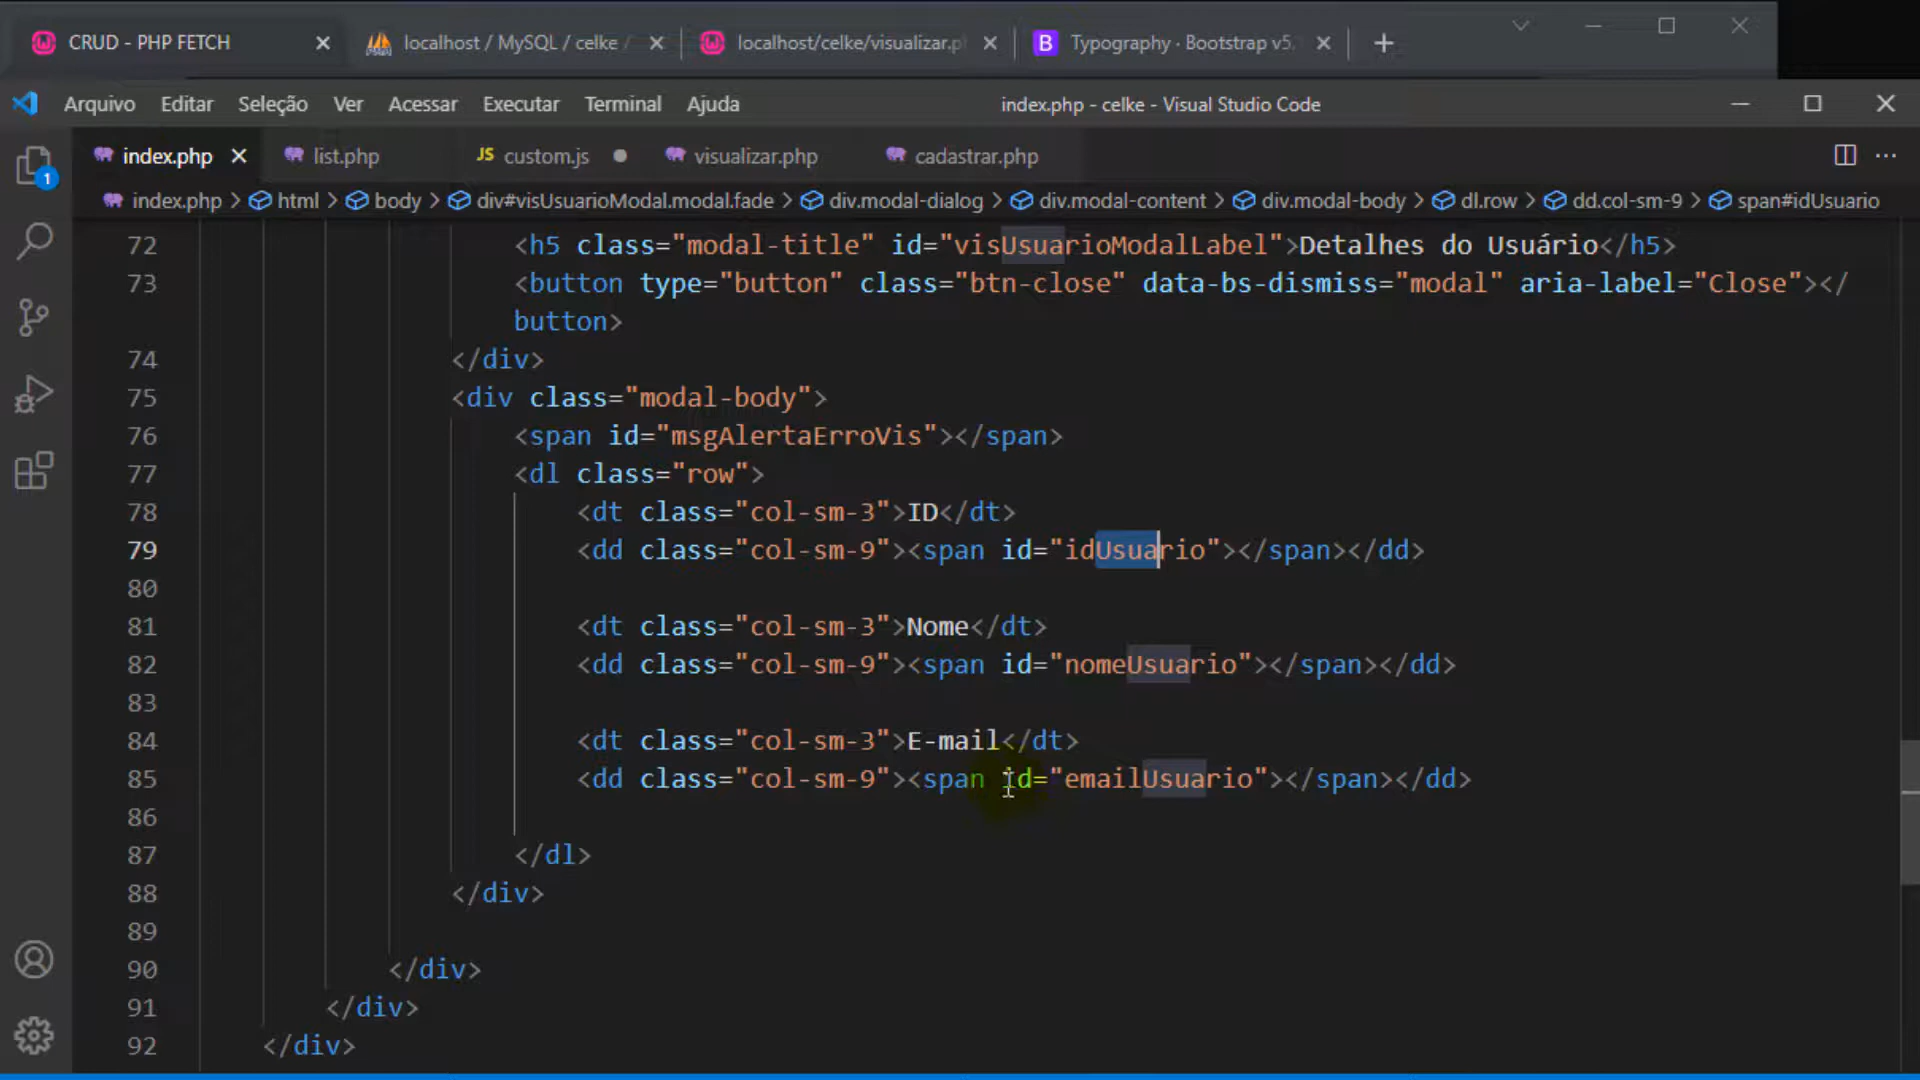 CRUD - PHP FETCH
localhost / MySQL / celke /
localhost/celke/visualizar.p
Typography · Bootstrap v5.
Arquivo Editar Seleção Ver Acessar Executar Terminal Ajuda
index.php - celke - Visual Studio Code
index.php
list.php
JS custom.js
visualizar.php
cadastrar.php
1
index.php > html > body > div#visUsuarioModal.modal.fade > div.modal-dialog > div.modal-content > div.modal-body > dl.row > dd.col-sm-9 > span#idUsuario
72 <h5 class="modal-title" id="visUsuarioModalLabel">Detalhes do Usuário</h5>
73 <button type="button" class="btn-close" data-bs-dismiss="modal" aria-label="Close"></
button>
74 </div>
75 <div class="modal-body">
76 <span id="msgAlertaErroVis"></span>
77 <dl class="row">
78 <dt class="col-sm-3">ID</dt>
79 <dd class="col-sm-9"><span id="idUsuario"></span></dd>
80
81 <dt class="col-sm-3">Nome</dt>
82 <dd class="col-sm-9"><span id="nomeUsuario"></span></dd>
83
84 <dt class="col-sm-3">E-mail</dt>
85 <dd class="col-sm-9"><span id="emailUsuario"></span></dd>
86
87 </dl>
88 </div>
89
90 </div>
91 </div>
92 </div>